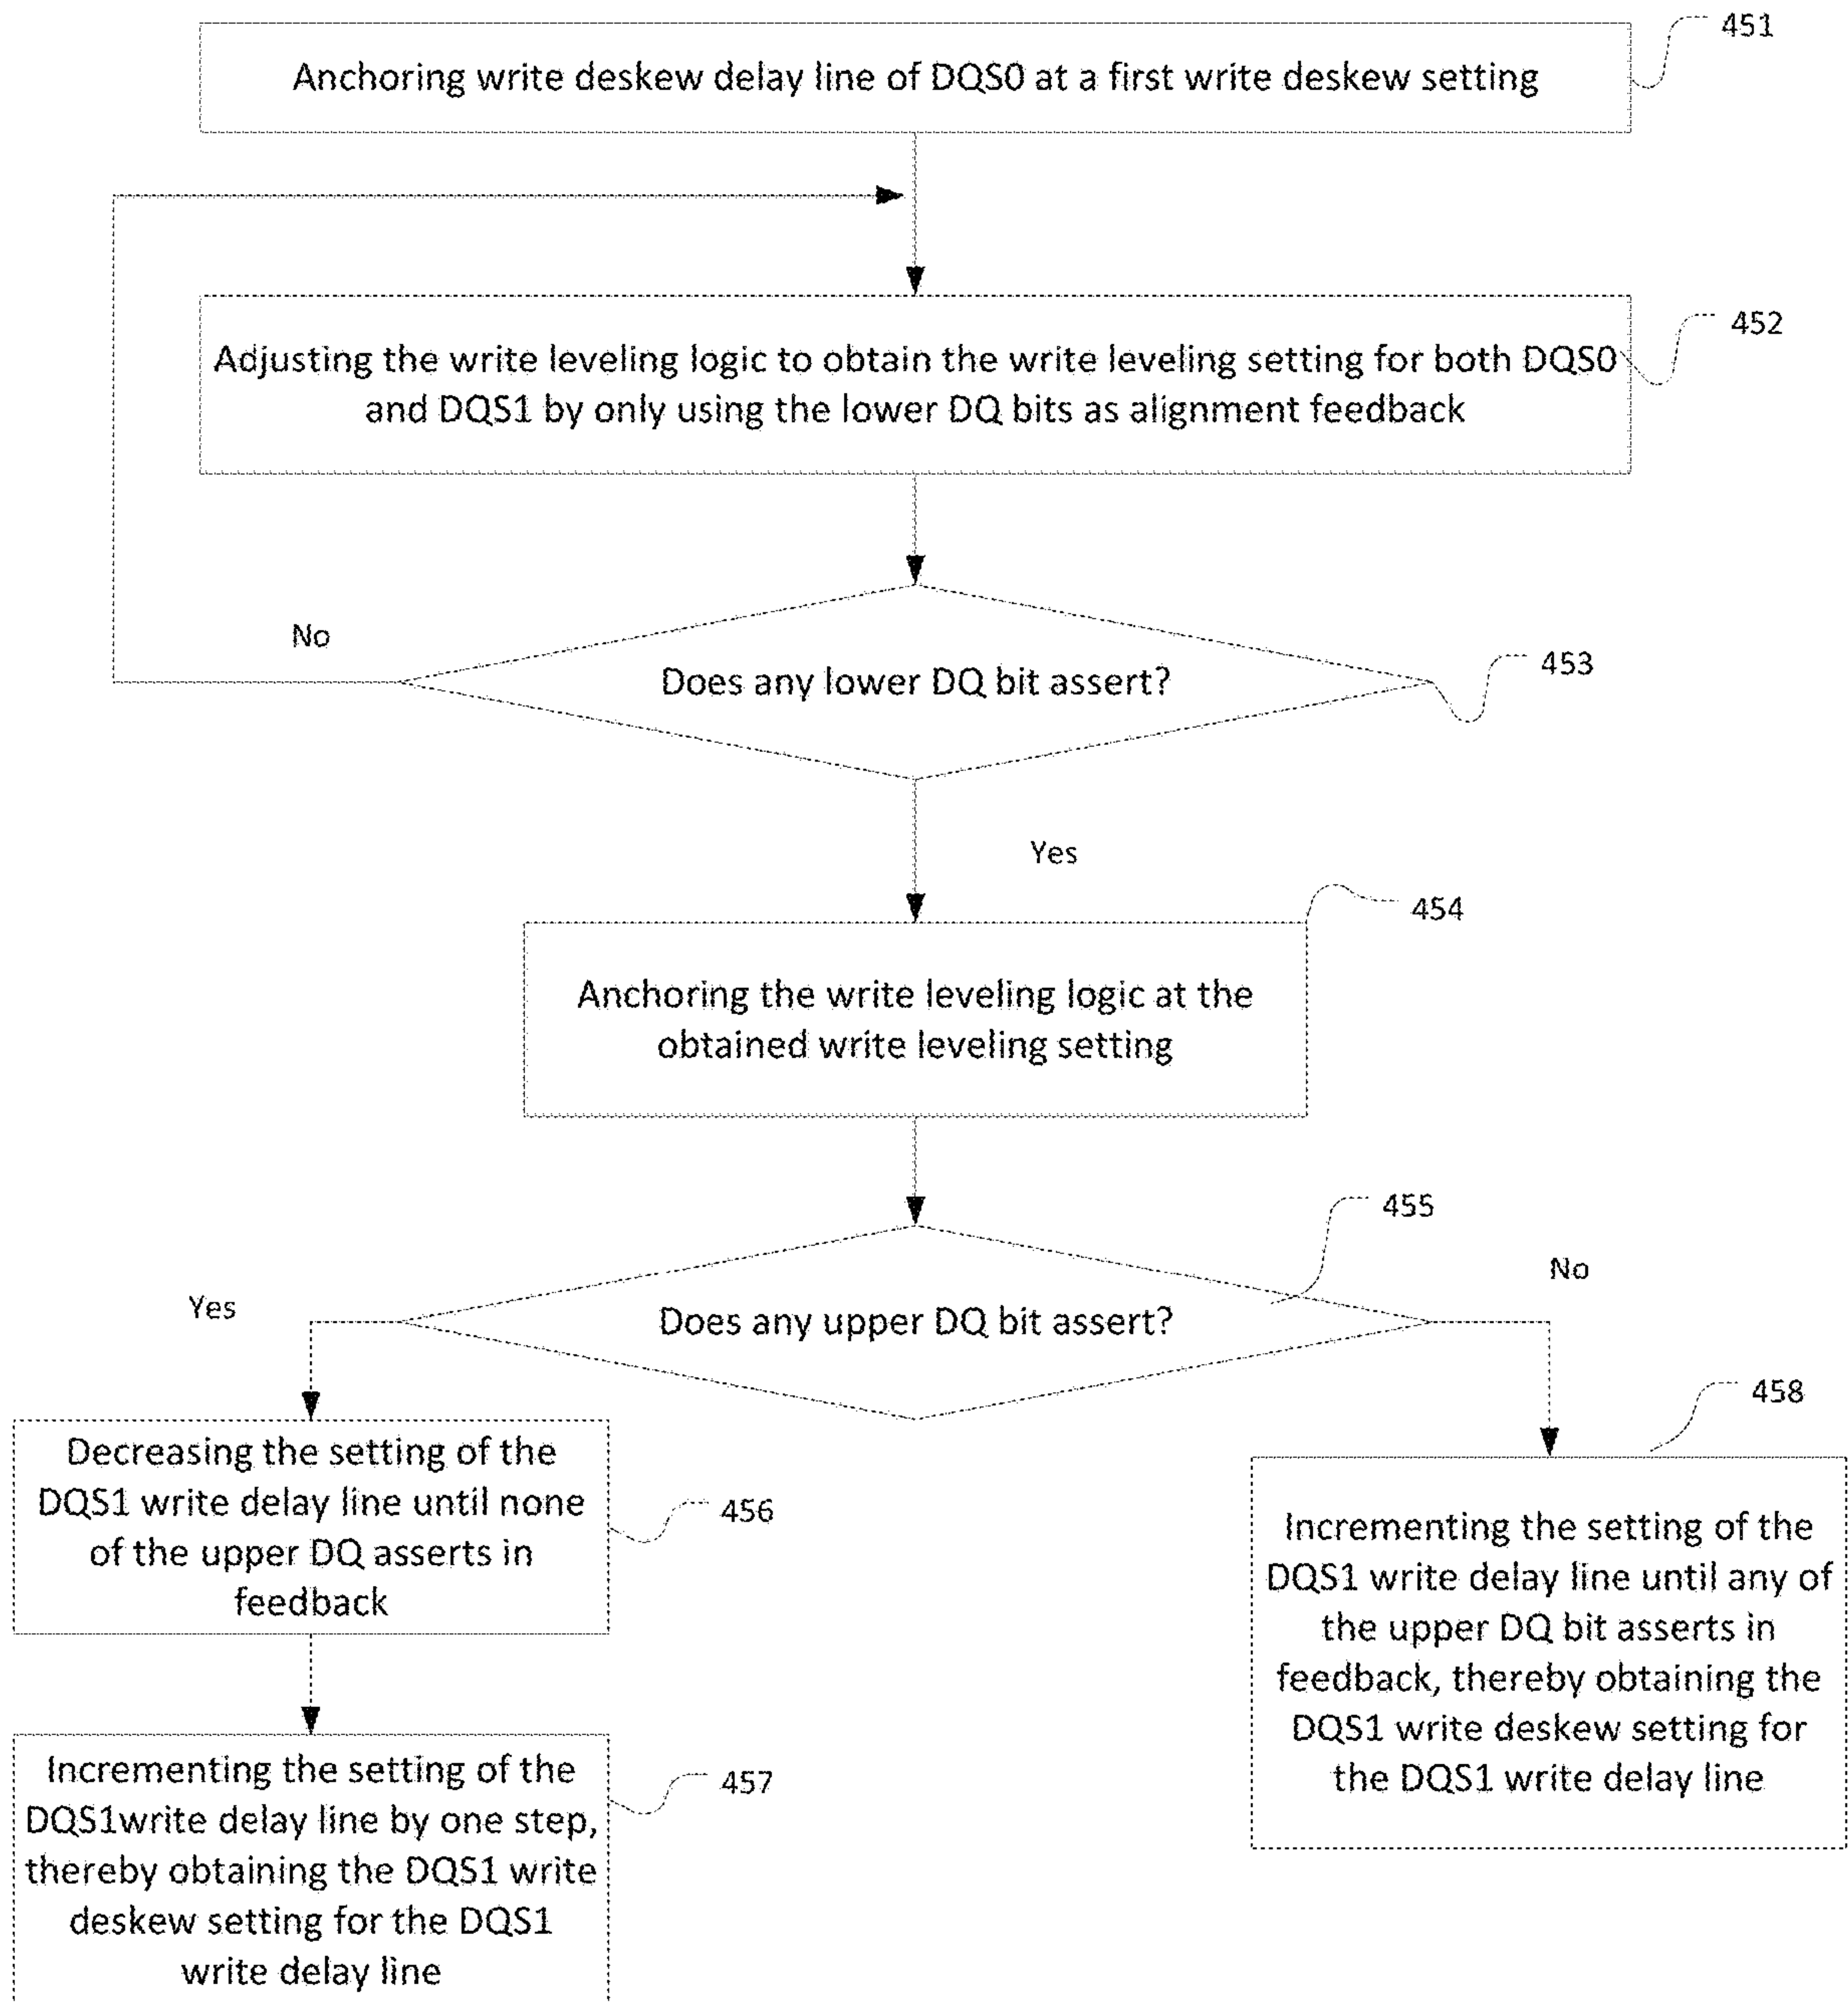 451
Anchoring write deskew delay line of DQS0 at a first write deskew setting
452
Adjusting the write leveling logic to obtain the write leveling setting for both DQS0
and DQS1 by only using the lower DQ bits as alignment feedback
No
453
Does any lower DQ bit assert?
Yes
454
Anchoring the write leveling logic at the
obtained write leveling setting
455
No
Yes
Does any upper DQ bit assert?
458
Decreasing the setting of the
DQS1 write delay line until none
of the upper DQ asserts in
feedback
456
Incrementing the setting of the
DQS1 write delay line until any of
the upper DQ bit asserts in
feedback, thereby obtaining the
DQS1 write deskew setting for
the DQS1 write delay line
Incrementing the setting of the
DQS1write delay line by one step,
thereby obtaining the DQS1 write
deskew setting for the DQS1
write delay line
457